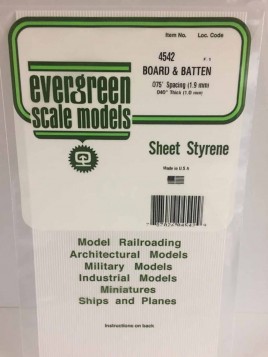 Item No. Loc. Code
4542
BOARD & BATTEN
.075" Spacing (1.9 mm)
.040" Thick (1.0 mm)
evergreen
scale models
Sheet Styrene
Made in U S A
Model Railroading
Architectural Models
Military Models
Industrial Models
Miniatures
Ships and Planes
Instructions on back